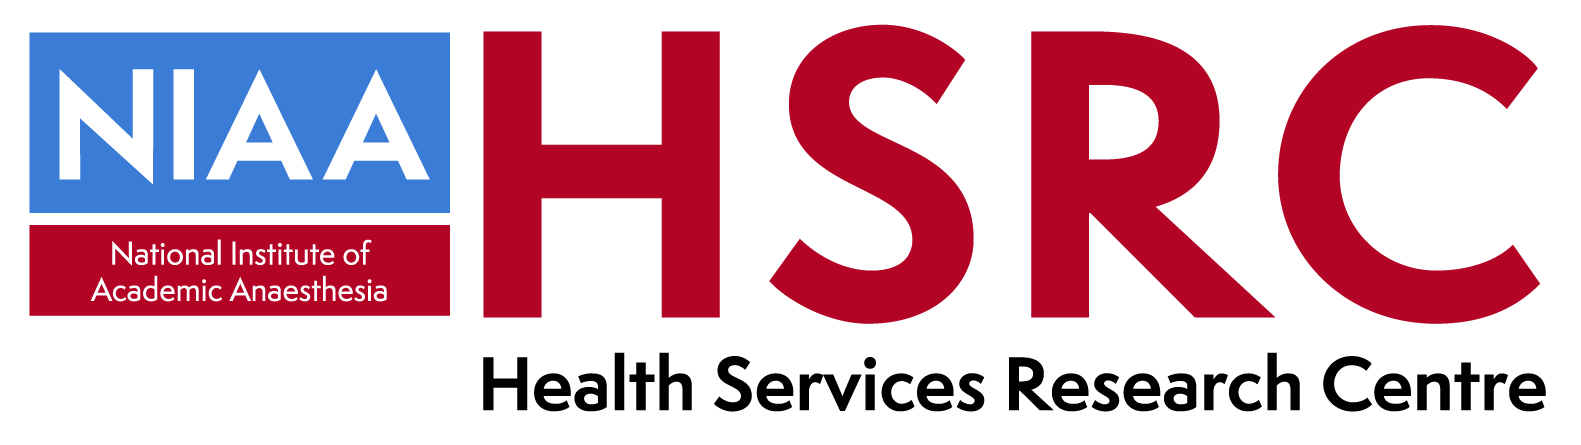 NIAA
National Institute of
Academic Anaesthesia
HSRC
Health Services Research Centre